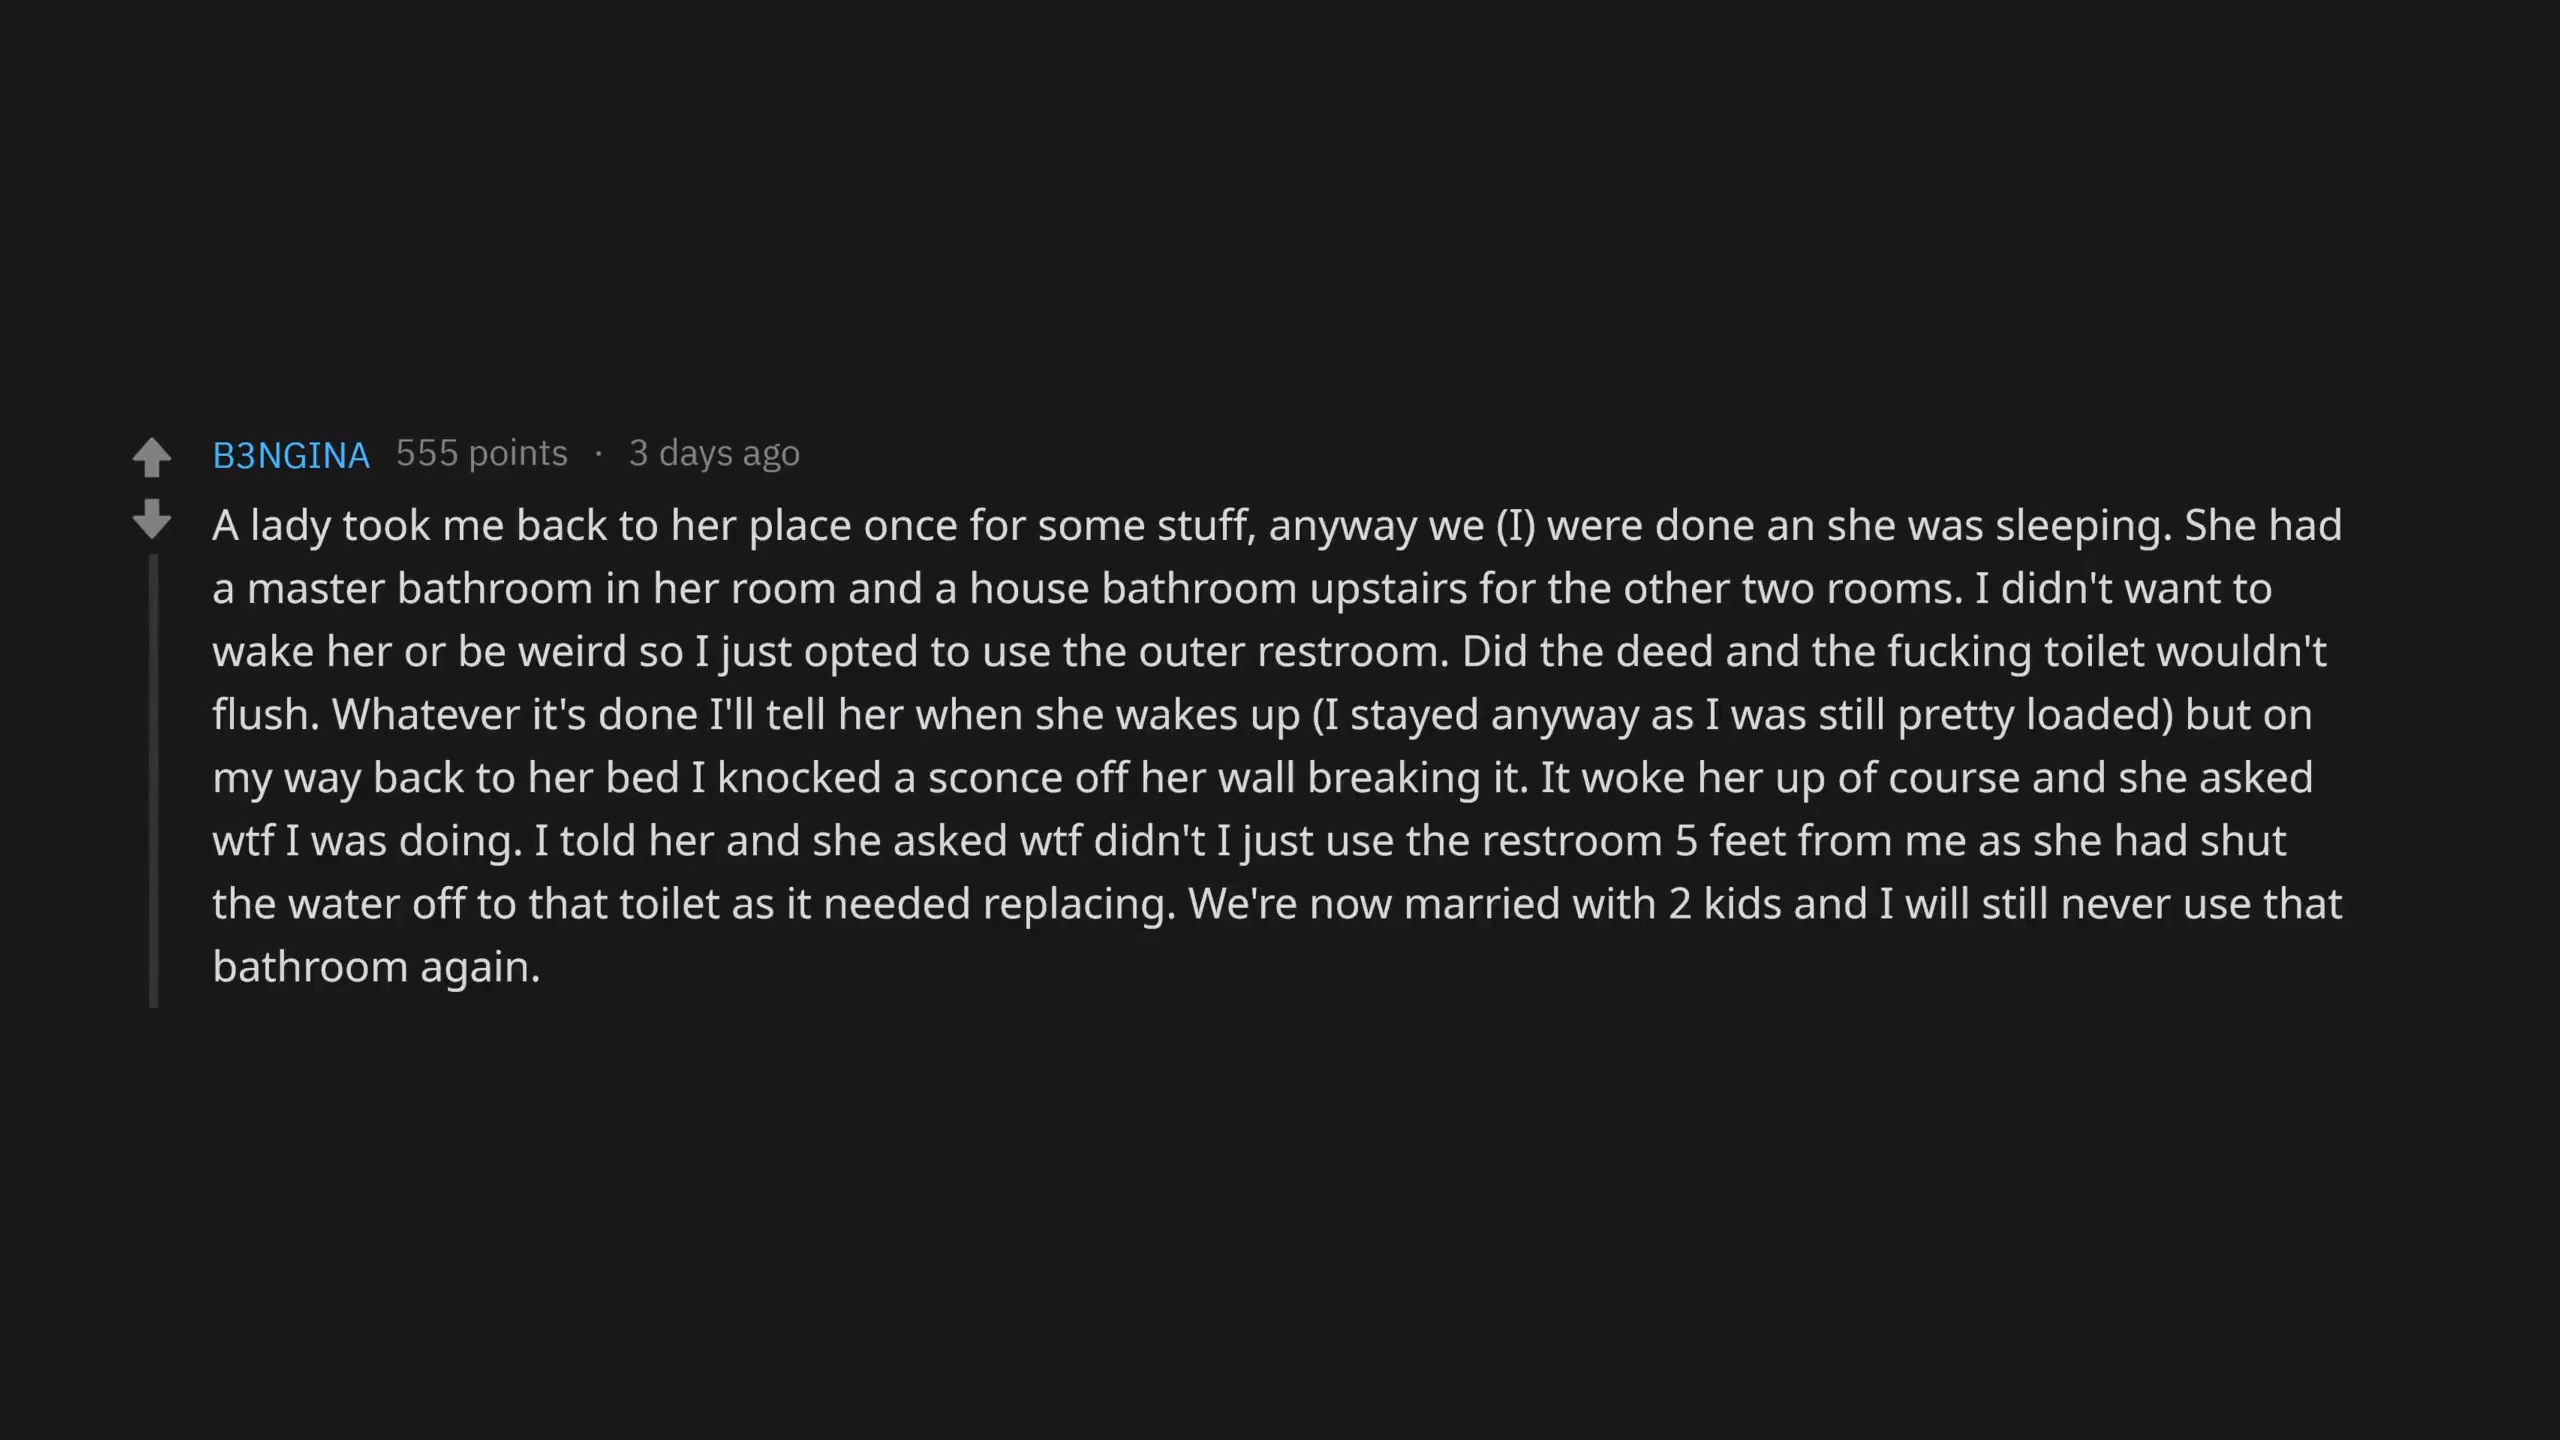 B3NGINA 555 points · 3 days ago
A lady took me back to her place once for some stuff, anyway we (I) were done an she was sleeping. She had
a master bathroom in her room and a house bathroom upstairs for the other two rooms. I didn't want to
wake her or be weird so I just opted to use the outer restroom. Did the deed and the fucking toilet wouldn't
flush. Whatever it's done I'll tell her when she wakes up (I stayed anyway as I was still pretty loaded) but on
my way back to her bed I knocked a sconce off her wall breaking it. It woke her up of course and she asked
wtf I was doing. I told her and she asked wtf didn't I just use the restroom 5 feet from me as she had shut
the water off to that toilet as it needed replacing. We're now married with 2 kids and I will still never use that
bathroom again.